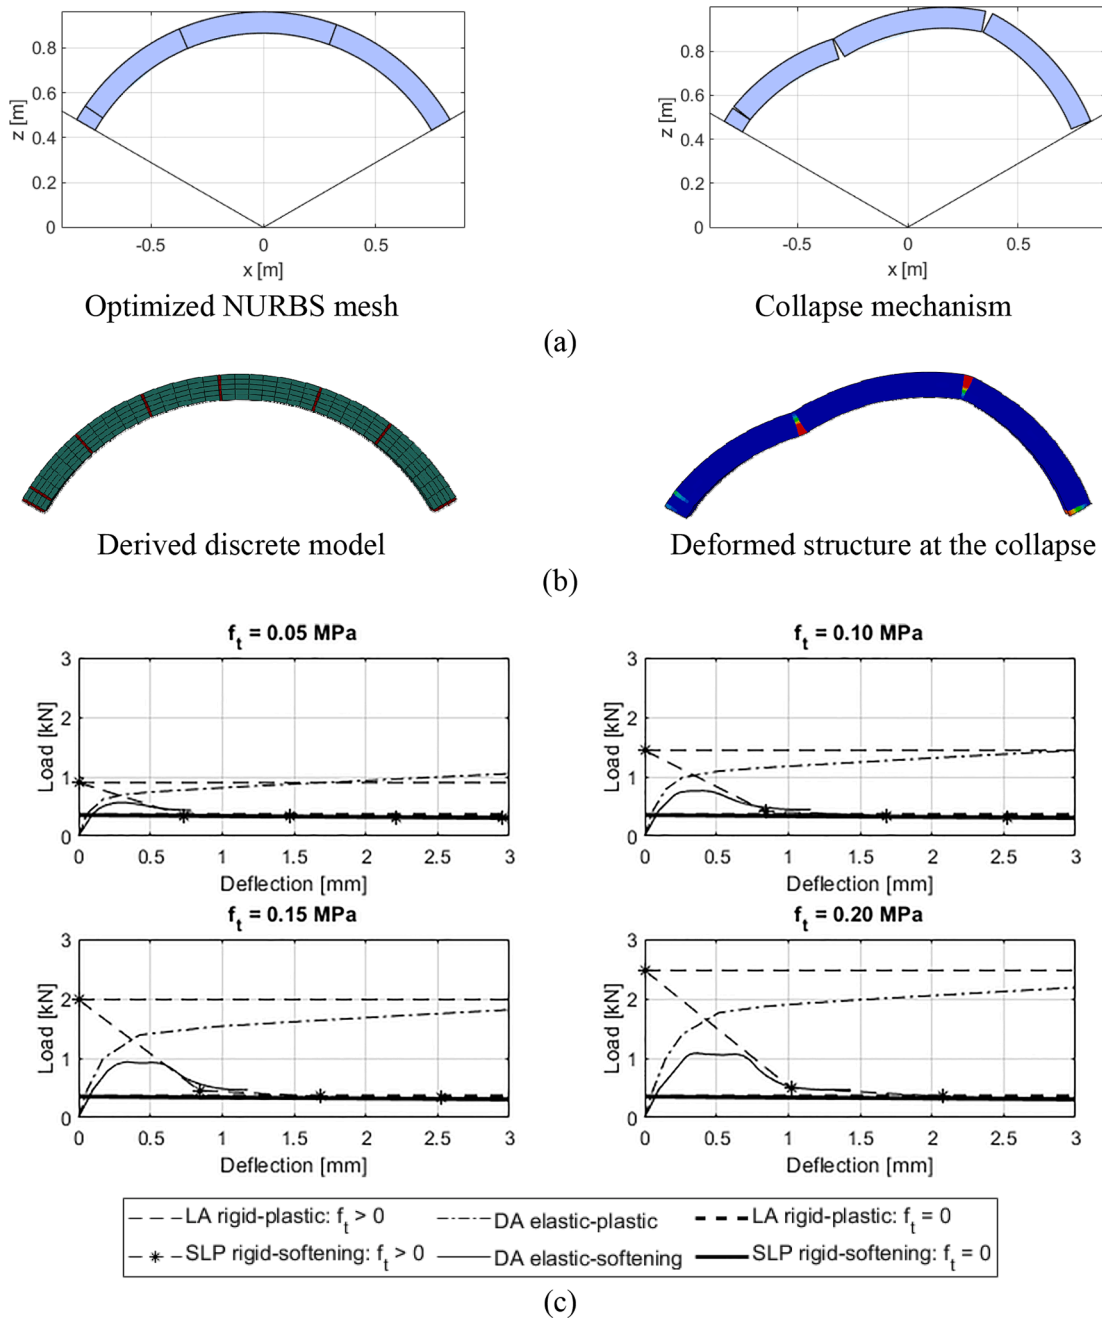 0.8
0.6
0.4
0.2
0
z [m]
-0.5
0
0.5
x [m]
Optimized NURBS mesh
0.8
0.6
0.4
0.2
0
z [m]
-0.5
0
0.5
x [m]
Collapse mechanism
(a)
Derived discrete model
Deformed structure at the collapse
(b)
f_t = 0.05 MPa
3
2
1
0
Load [kN]
0 0.5 1 1.5 2 2.5 3
Deflection [mm]
f_t = 0.10 MPa
3
2
1
0
Load [kN]
0 0.5 1 1.5 2 2.5 3
Deflection [mm]
f_t = 0.15 MPa
3
2
1
0
Load [kN]
0 0.5 1 1.5 2 2.5 3
Deflection [mm]
f_t = 0.20 MPa
3
2
1
0
Load [kN]
0 0.5 1 1.5 2 2.5 3
Deflection [mm]
LA rigid-plastic: f_t > 0
DA elastic-plastic
LA rigid-plastic: f_t = 0
SLP rigid-softening: f_t > 0
DA elastic-softening
SLP rigid-softening: f_t = 0
(c)